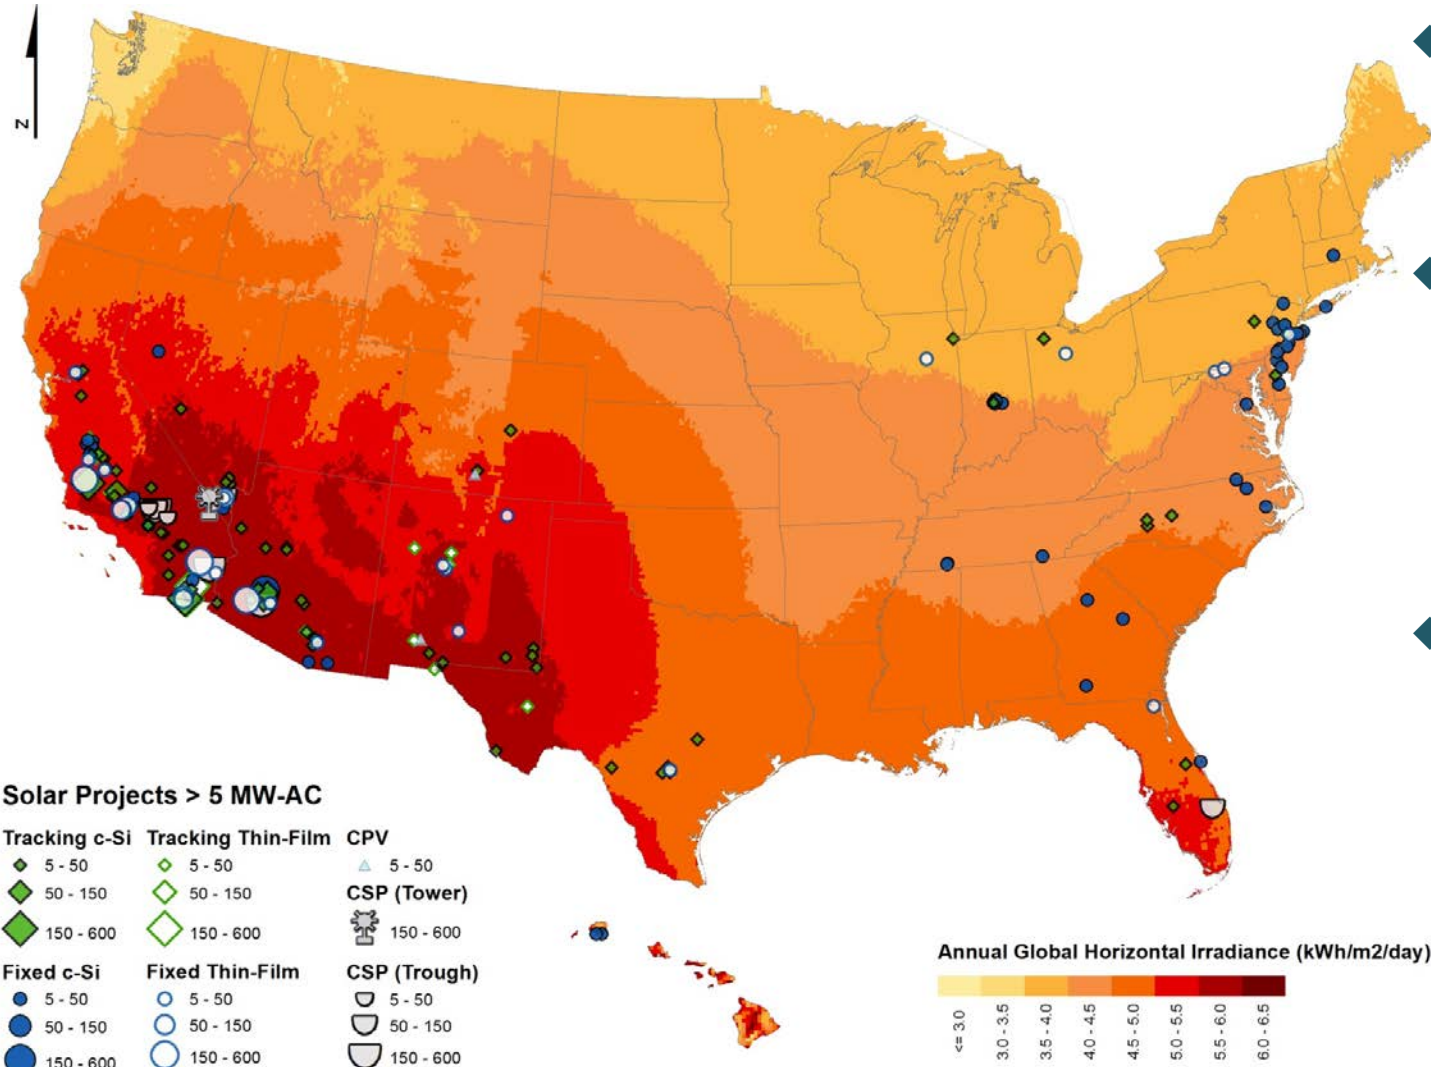 N
Solar Projects > 5 MW-AC
Tracking c-Si
5 - 50
50 - 150
150 - 600
Tracking Thin-Film
5 - 50
50 - 150
150 - 600
CPV
5 - 50
CSP (Tower)
150 - 600
Fixed c-Si
5 - 50
50 - 150
150 - 600
Fixed Thin-Film
5 - 50
50 - 150
150 - 600
CSP (Trough)
5 - 50
50 - 150
150 - 600
Annual Global Horizontal Irradiance (kWh/m2/day)
<= 3.0
3.0 - 3.5
3.5 - 4.0
4.0 - 4.5
4.5 - 5.0
5.0 - 5.5
5.5 - 6.0
6.0 - 6.5